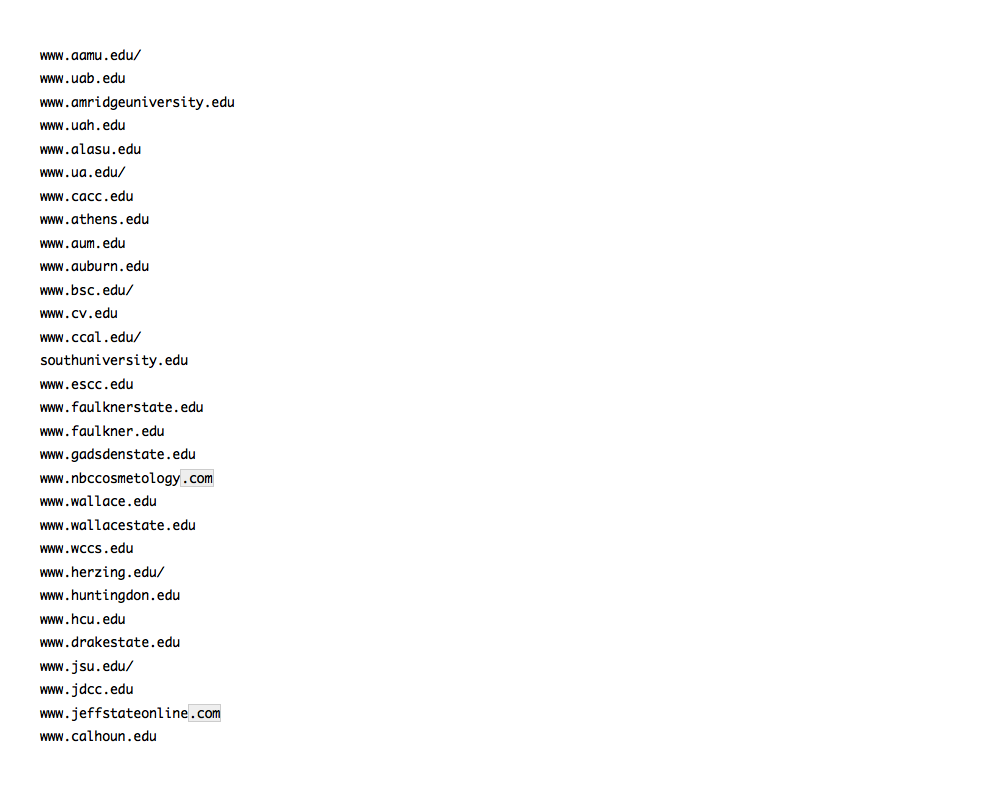 www.aamu.edu/
www.uab.edu
www.amridgeuniversity.edu
www.uah.edu
www.alasu.edu
www.ua.edu/
www.cacc.edu
www.athens.edu
www.aum.edu
www.auburn.edu
www.bsc.edu/
www.cv.edu
www.ccal.edu/
southuniversity.edu
www.escc.edu
www.faulknerstate.edu
www.faulkner.edu
www.gadsdenstate.edu
www.nbccosmetology.com
www.wallace.edu
www.wallacestate.edu
www.wccs.edu
www.herzing.edu/
www.huntingdon.edu
www.hcu.edu
www.drakestate.edu
www.jsu.edu/
www.jdcc.edu
www.jeffstateonline.com
www.calhoun.edu